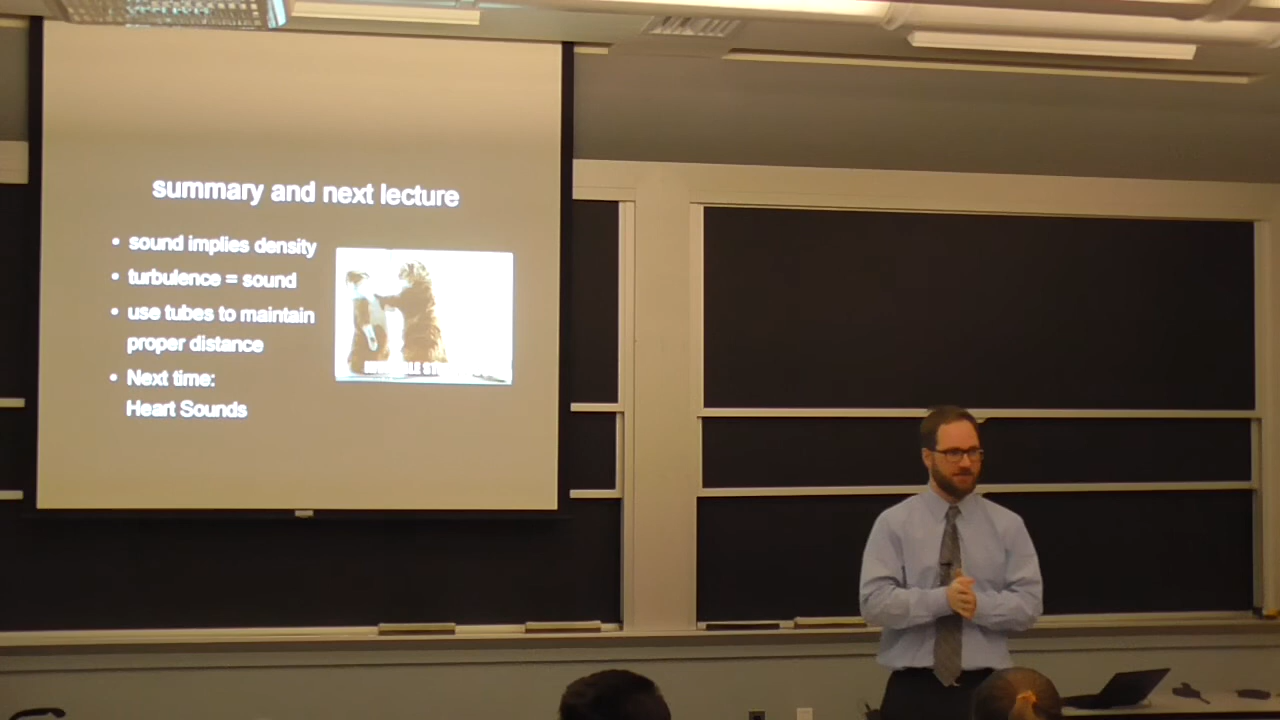 summary and next lecture
• sound implies density
• turbulence = sound
• use tubes to maintain
proper distance
• Next time:
Heart Sounds